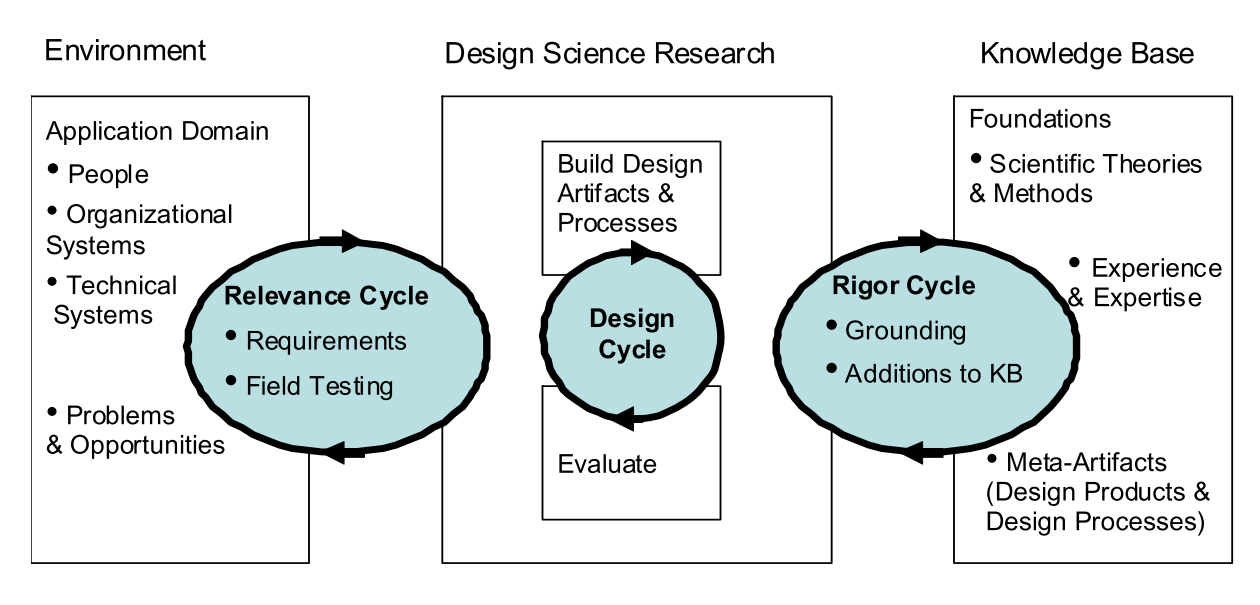 Environment
Design Science Research
Knowledge Base
Application Domain
• People
• Organizational
Systems
• Technical
Systems
• Problems
& Opportunities
Relevance Cycle
• Requirements
• Field Testing
Build Design
Artifacts &
Processes
Design
Cycle
Evaluate
Rigor Cycle
• Grounding
• Additions to KB
Foundations
• Scientific Theories
& Methods
• Experience
& Expertise
• Meta-Artifacts
(Design Products &
Design Processes)